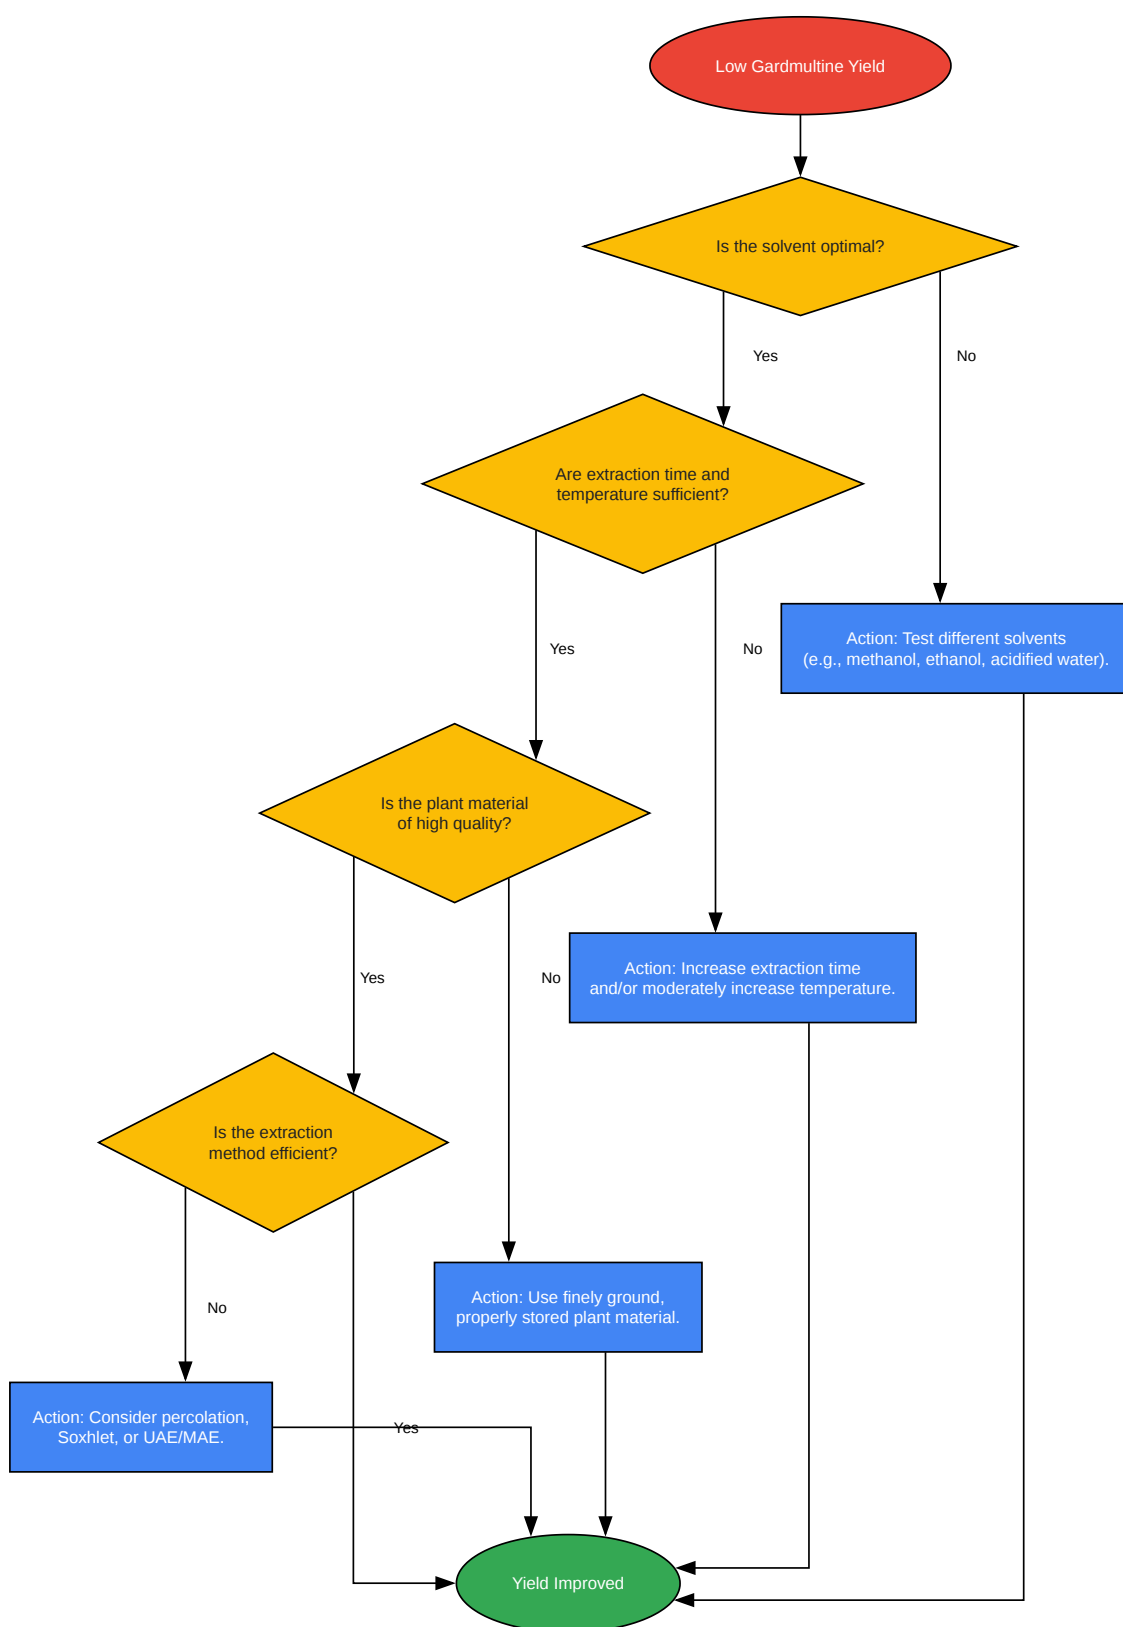 Low Gardmultine Yield
Is the solvent optimal?
Yes
No
Are extraction time and
temperature sufficient?
Action: Test different solvents
(e.g., methanol, ethanol, acidified water).
Yes
No
Is the plant material
of high quality?
Action: Increase extraction time
and/or moderately increase temperature.
Yes
No
Is the extraction
method efficient?
Action: Use finely ground,
properly stored plant material.
No
Action: Consider percolation,
Soxhlet, or UAE/MAE.
Yes
Yield Improved